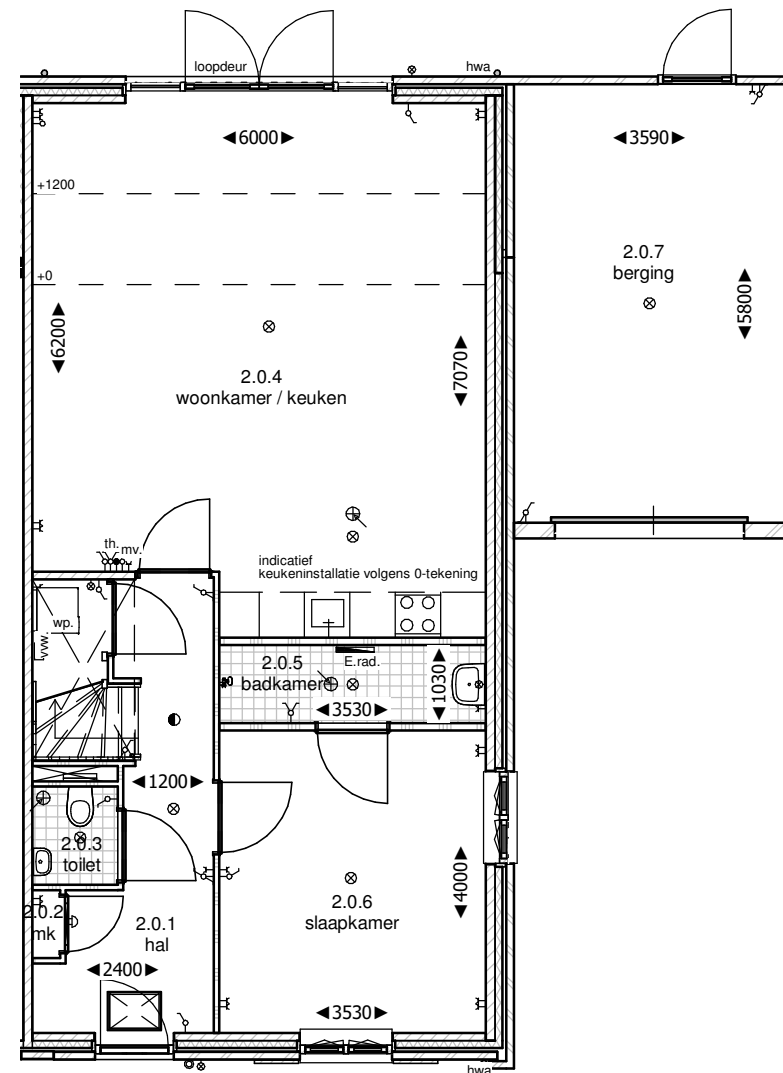 loopdeur
hwa
6000
3590
+1200
+0
2.0.7
berging
5800
6200
7070
2.0.4
woonkamer / keuken
th.
mv.
indicatief
keukeninstallatie volgens 0-tekening
wp.
2.0.5
badkamer
E.rad.
1030
3530
1200
2.0.3
toilet
2.0.6
slaapkamer
4000
2.0.2
mk
2.0.1
hal
2400
3530
hwa